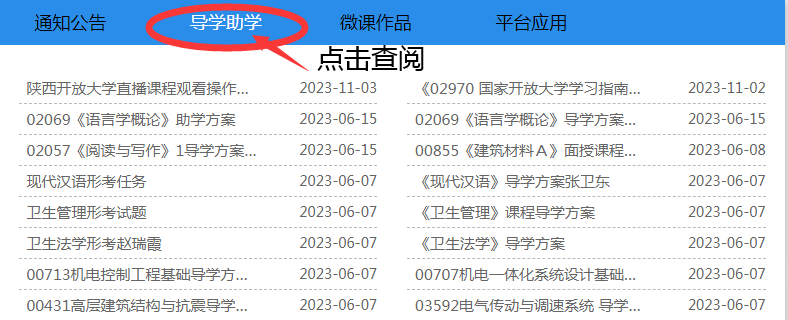 通知公告 导学助学 微课作品 平台应用
点击查阅
陕西开放大学直播课程观看操作... 2023-11-03 《02970 国家开放大学学习指南... 2023-11-02
02069《语言学概论》助学方案 2023-06-15 02069《语言学概论》导学方案... 2023-06-15
02057《阅读与写作》1导学方案... 2023-06-15 00855《建筑材料A》面授课程... 2023-06-08
现代汉语形考任务 2023-06-07 《现代汉语》导学方案张卫东 2023-06-07
卫生管理形考试题 2023-06-07 《卫生管理》课程导学方案 2023-06-07
卫生法学形考赵瑞霞 2023-06-07 《卫生法学》导学方案 2023-06-07
00713机电控制工程基础导学方... 2023-06-07 00707机电一体化系统设计基础... 2023-06-07
00431高层建筑结构与抗震导学... 2023-06-07 03592电气传动与调速系统 导学... 2023-06-07